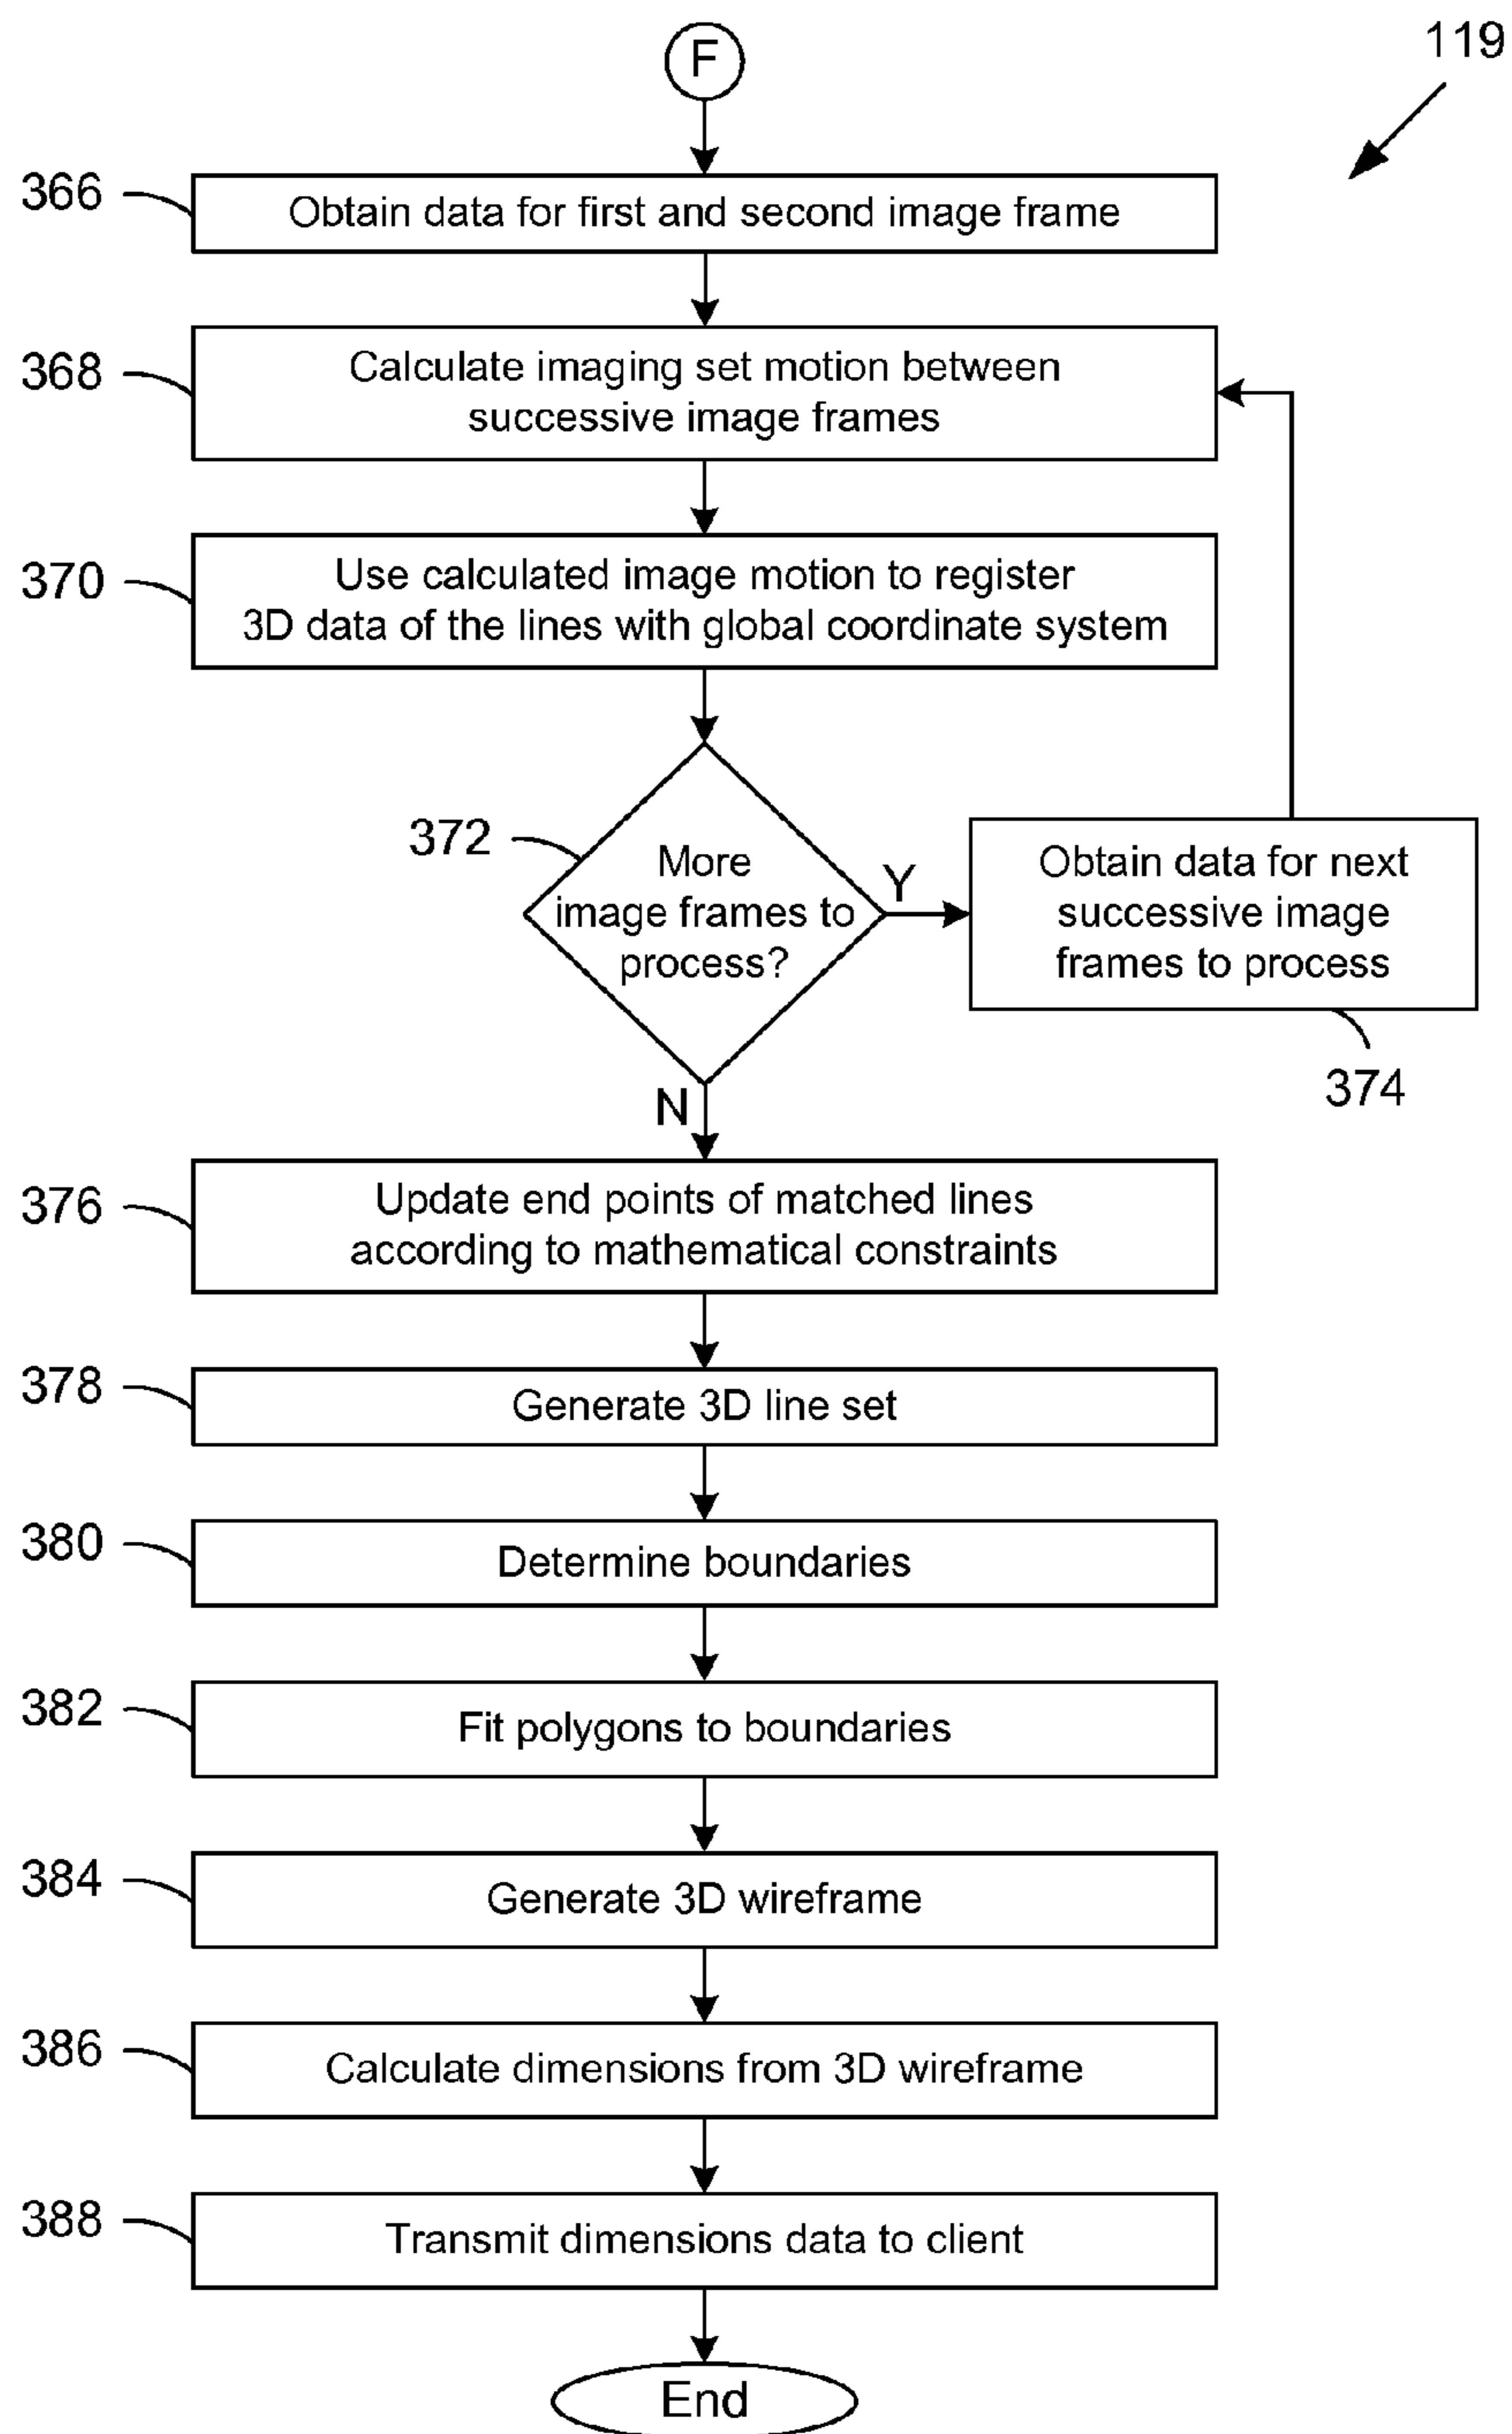 F
119
366
Obtain data for first and second image frame
368
Calculate imaging set motion between
successive image frames
370
Use calculated image motion to register
3D data of the lines with global coordinate system
372
More
image frames to
process?
Y
Obtain data for next
successive image
frames to process
374
N
376
Update end points of matched lines
according to mathematical constraints
378
Generate 3D line set
380
Determine boundaries
382
Fit polygons to boundaries
384
Generate 3D wireframe
386
Calculate dimensions from 3D wireframe
388
Transmit dimensions data to client
End